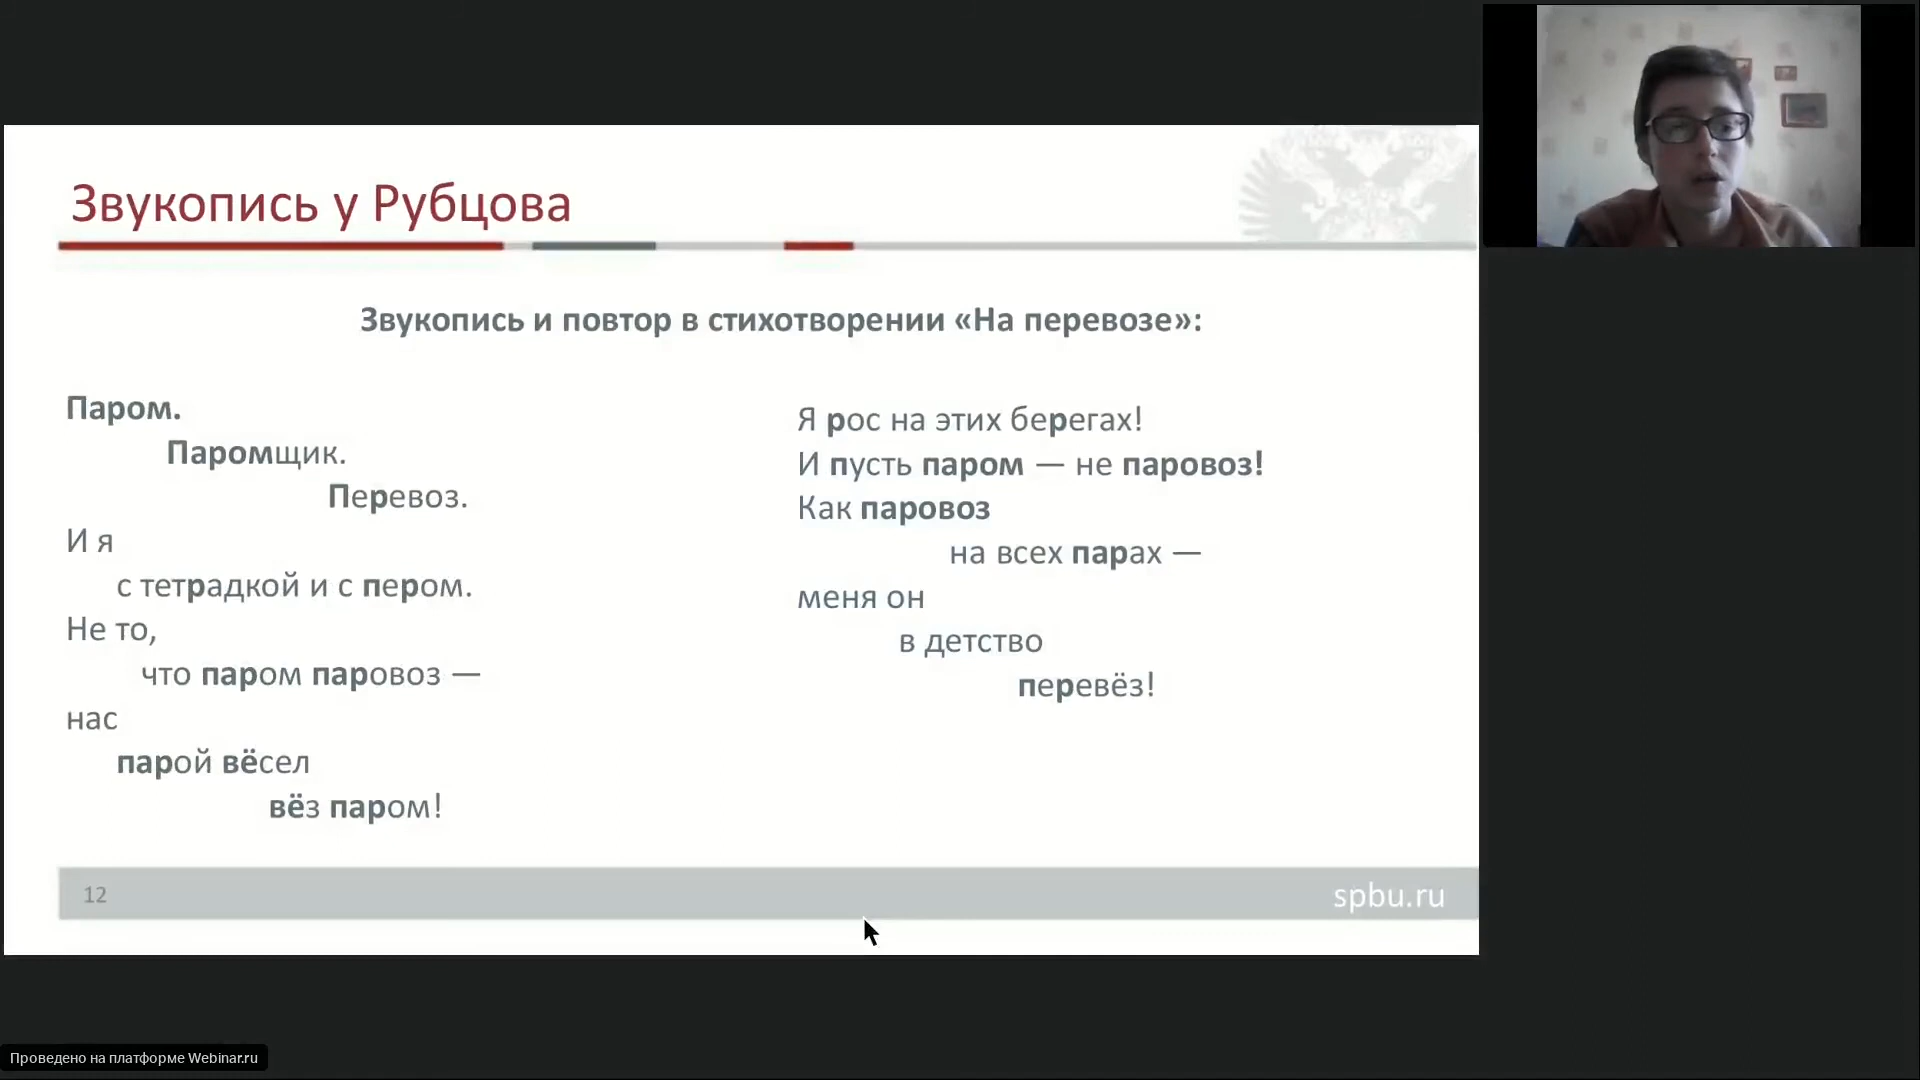 Звукопись у Рубцова
Звукопись и повтор в стихотворении «На перевозе»:
Паром.
Паромщик.
Перевоз.
И я
с тетрадкой и с пером.
Не то,
что паром паровоз —
нас
парой вёсел
вёз паром!
Я рос на этих берегах!
И пусть паром — не паровоз!
Как паровоз
на всех парах —
меня он
в детство
перевёз!
12
spbu.ru
Проведено на платформе Webinar.ru